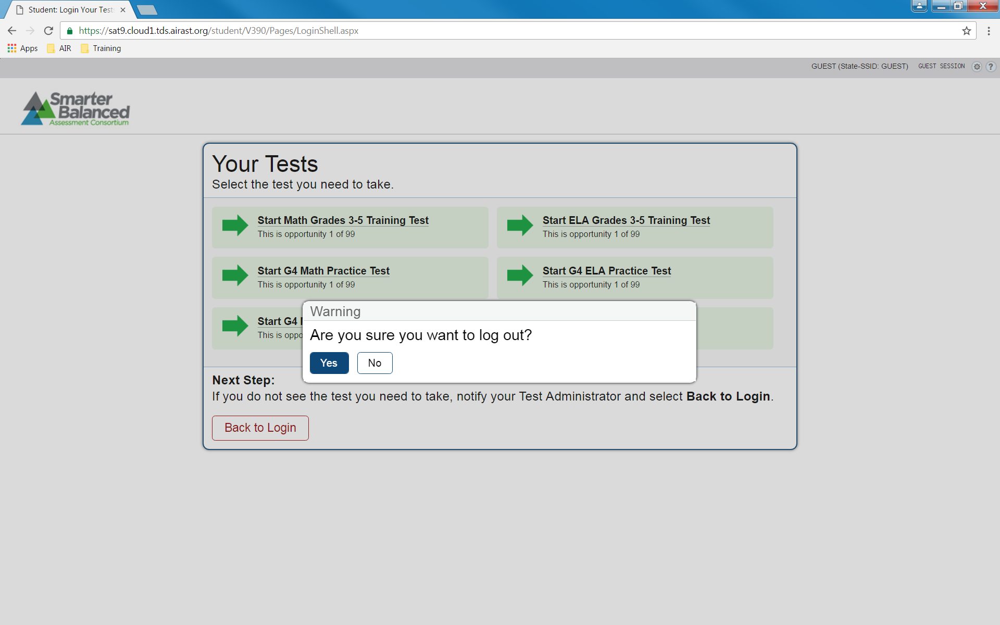 Student: Login Your Test
https://sat9.cloud1.tds.airast.org/student/V390/Pages/LoginShell.aspx
Apps AIR Training
GUEST (State-SSID: GUEST) GUEST SESSION ?
Smarter
Balanced
Assessment Consortium
Your Tests
Select the test you need to take.
Start Math Grades 3-5 Training Test
This is opportunity 1 of 99
Start ELA Grades 3-5 Training Test
This is opportunity 1 of 99
Start G4 Math Practice Test
This is opportunity 1 of 99
Start G4 ELA Practice Test
This is opportunity 1 of 99
Start G4
This is oppo
Warning
Are you sure you want to log out?
Yes No
Next Step:
If you do not see the test you need to take, notify your Test Administrator and select Back to Login.
Back to Login